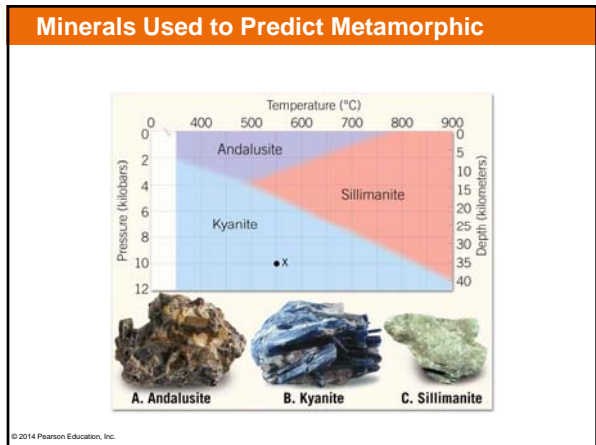 Minerals Used to Predict Metamorphic
Temperature (°C)
0 400 500 600 700 800 900
Pressure (kilobars)
0
2
4
6
8
10
12
Andalusite
Sillimanite
Kyanite
X
0
5
10
15
20
25
30
35
40
Depth (kilometers)
A. Andalusite B. Kyanite C. Sillimanite
© 2014 Pearson Education, Inc.